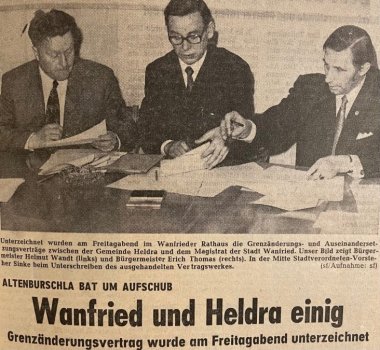 Unterzeichnet wurden am Freitagabend im Wanfrieder Rathaus die Grenzänderungs- und Auseinandersetzungs-
verträge zwischen der Gemeinde Heldra und dem Magistrat der Stadt Wanfried. Unser Bild zeigt Bürger-
meister Helmut Wandt (links) und Bürgermeister Erich Thomas (rechts). In der Mitte Stadtverordneten-Vorste-
her Sinke beim Unterschreiben des ausgehandelten Vertragswerkes. (sf/Aufnahme: sf)
ALTENBURSCHLA BAT UM AUFSCHUB
Wanfried und Heldra einig
Grenzänderungsvertrag wurde am Freitagabend unterzeichnet